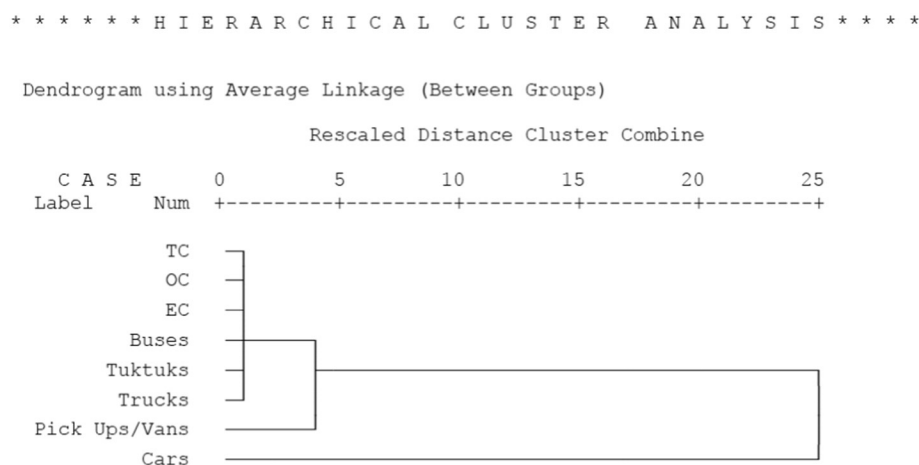 * * * * * * H I E R A R C H I C A L  C L U S T E R   A N A L Y S I S * * * *
Dendrogram using Average Linkage (Between Groups)
Rescaled Distance Cluster Combine
C A S E 0 5 10 15 20 25
Label Num +---------+---------+---------+---------+---------+
TC
OC
EC
Buses
Tuktuks
Trucks
Pick Ups/Vans
Cars